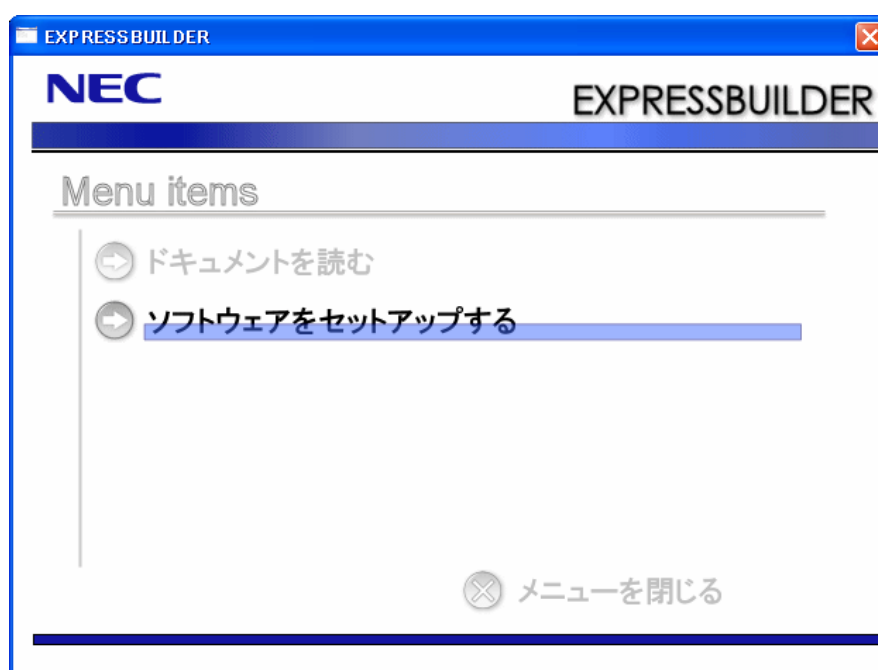 EXPRESSBUILDER
NEC
EXPRESSBUILDER
Menu items
ドキュメントを読む
ソフトウェアをセットアップする
メニューを閉じる